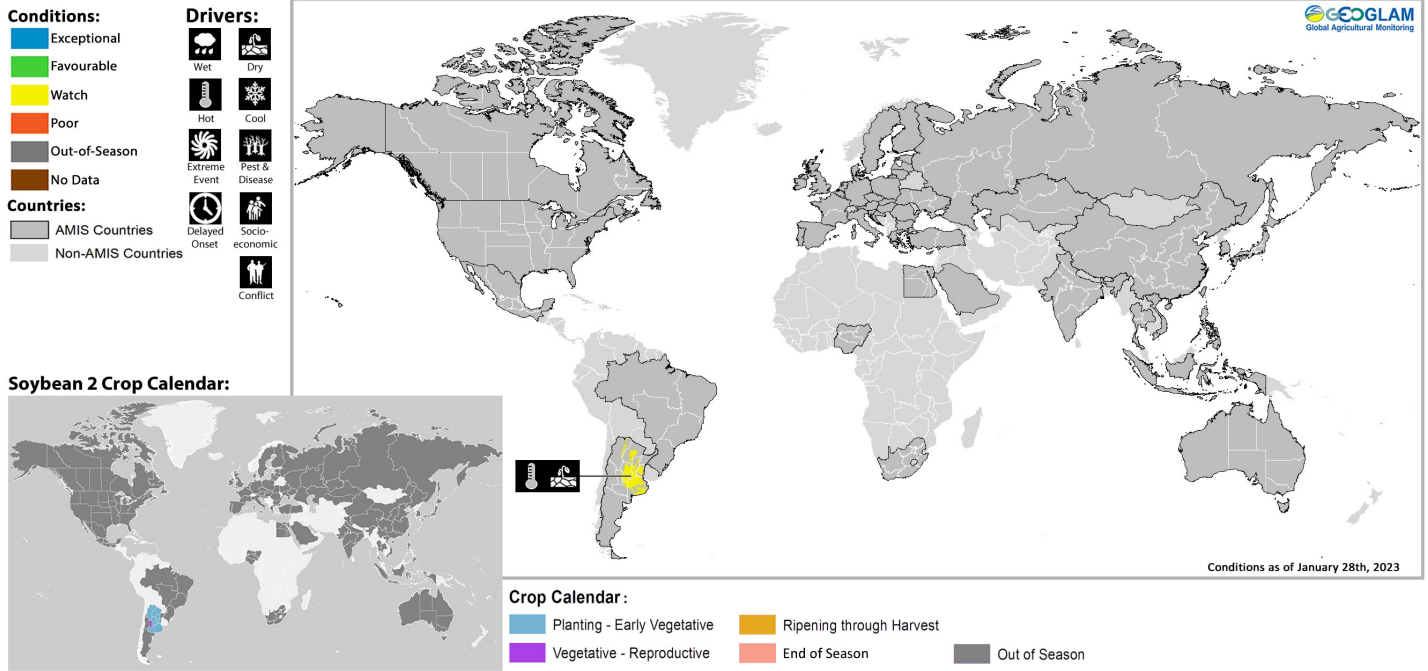 Conditions:
Exceptional
Favourable
Watch
Poor
Out-of-Season
No Data
Countries:
AMIS Countries
Non-AMIS Countries
Drivers:
Wet
Dry
Hot
Cool
Extreme
Event
Pest &
Disease
Delayed
Onset
Socio-
economic
Conflict
GEOGLAM
Global Agricultural Monitoring
Soybean 2 Crop Calendar:
Conditions as of January 28th, 2023
Crop Calendar :
Planting - Early Vegetative
Ripening through Harvest
Vegetative - Reproductive
End of Season
Out of Season